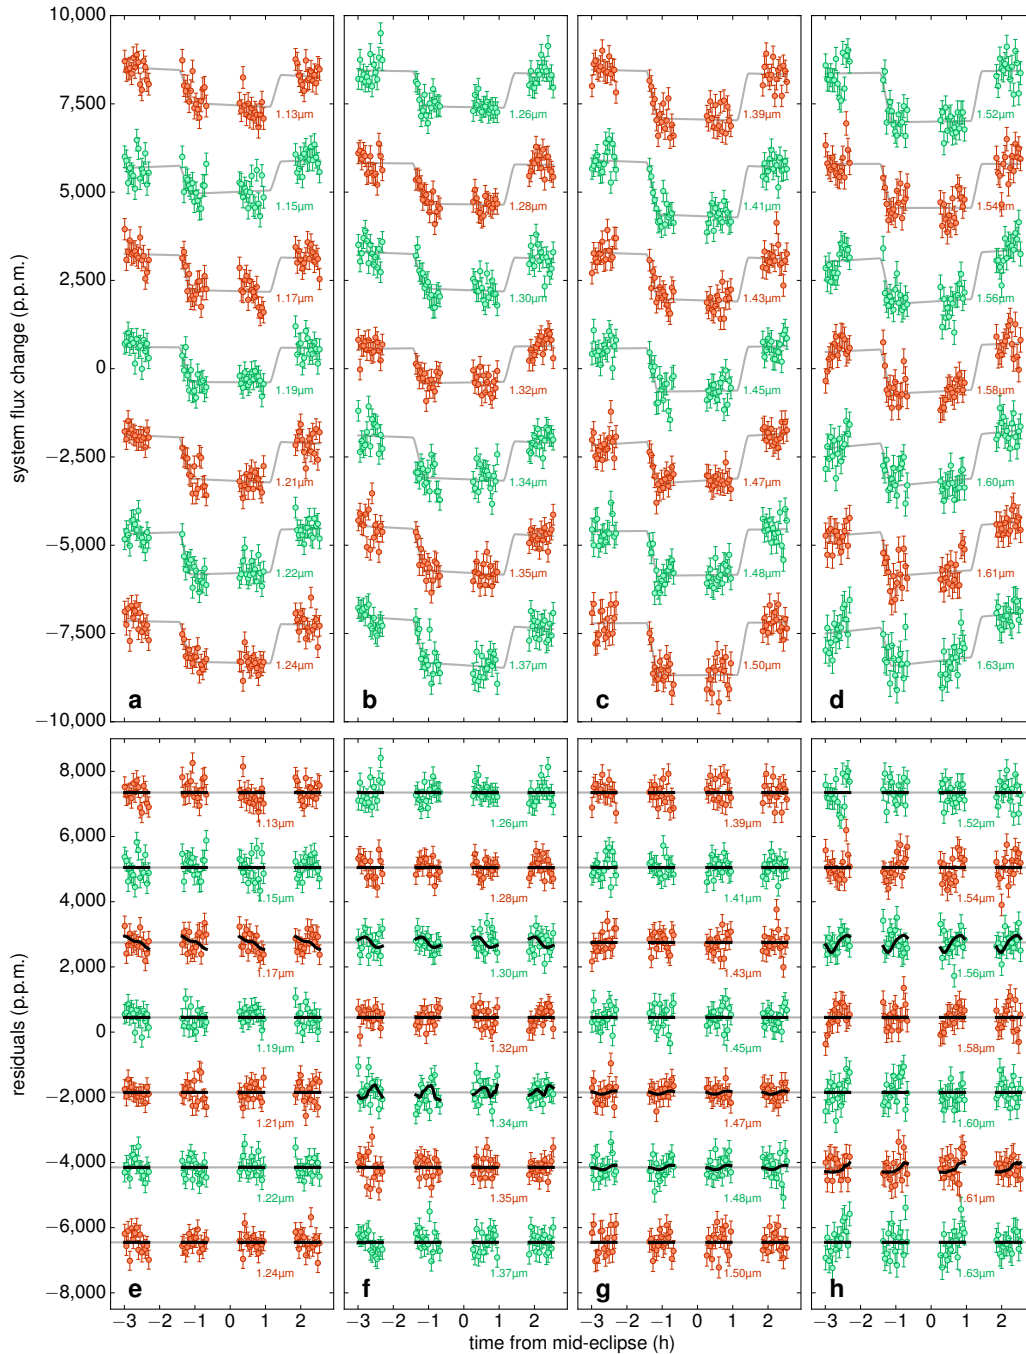 10,000
7,500
5,000
2,500
0
−2,500
−5,000
−7,500
−10,000
system flux change (p.p.m.)
1.13μm
1.15μm
1.17μm
1.19μm
1.21μm
1.22μm
1.24μm
a
1.26μm
1.28μm
1.30μm
1.32μm
1.34μm
1.35μm
1.37μm
b
1.39μm
1.41μm
1.43μm
1.45μm
1.47μm
1.48μm
1.50μm
c
1.52μm
1.54μm
1.56μm
1.58μm
1.60μm
1.61μm
1.63μm
d
8,000
6,000
4,000
2,000
0
−2,000
−4,000
−6,000
−8,000
residuals (p.p.m.)
1.13μm
1.15μm
1.17μm
1.19μm
1.21μm
1.22μm
1.24μm
e
1.26μm
1.28μm
1.30μm
1.32μm
1.34μm
1.35μm
1.37μm
f
1.39μm
1.41μm
1.43μm
1.45μm
1.47μm
1.48μm
1.50μm
g
1.52μm
1.54μm
1.56μm
1.58μm
1.60μm
1.61μm
1.63μm
h
−3 −2 −1 0 1 2 −3 −2 −1 0 1 2 −3 −2 −1 0 1 2 −3 −2 −1 0 1 2
time from mid-eclipse (h)